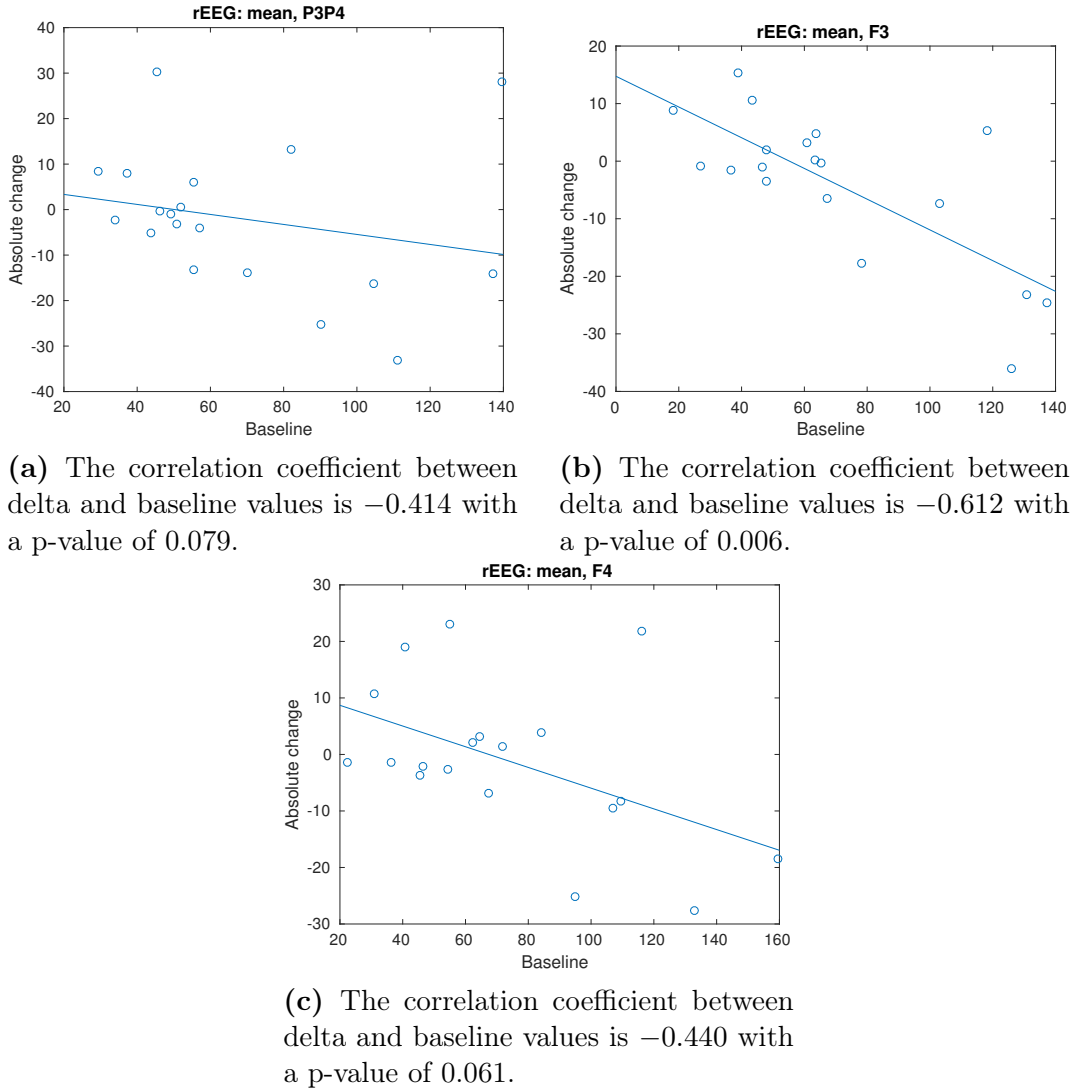 rEEG: mean, P3P4
40
30
20
10
0
-10
-20
-30
-40
Absolute change
20 40 60 80 100 120 140
Baseline
(a) The correlation coefficient between
delta and baseline values is −0.414 with
a p-value of 0.079.
rEEG: mean, F3
20
10
0
-10
-20
-30
-40
Absolute change
0 20 40 60 80 100 120 140
Baseline
(b) The correlation coefficient between
delta and baseline values is −0.612 with
a p-value of 0.006.
rEEG: mean, F4
30
20
10
0
-10
-20
-30
Absolute change
20 40 60 80 100 120 140 160
Baseline
(c) The correlation coefficient between
delta and baseline values is −0.440 with
a p-value of 0.061.